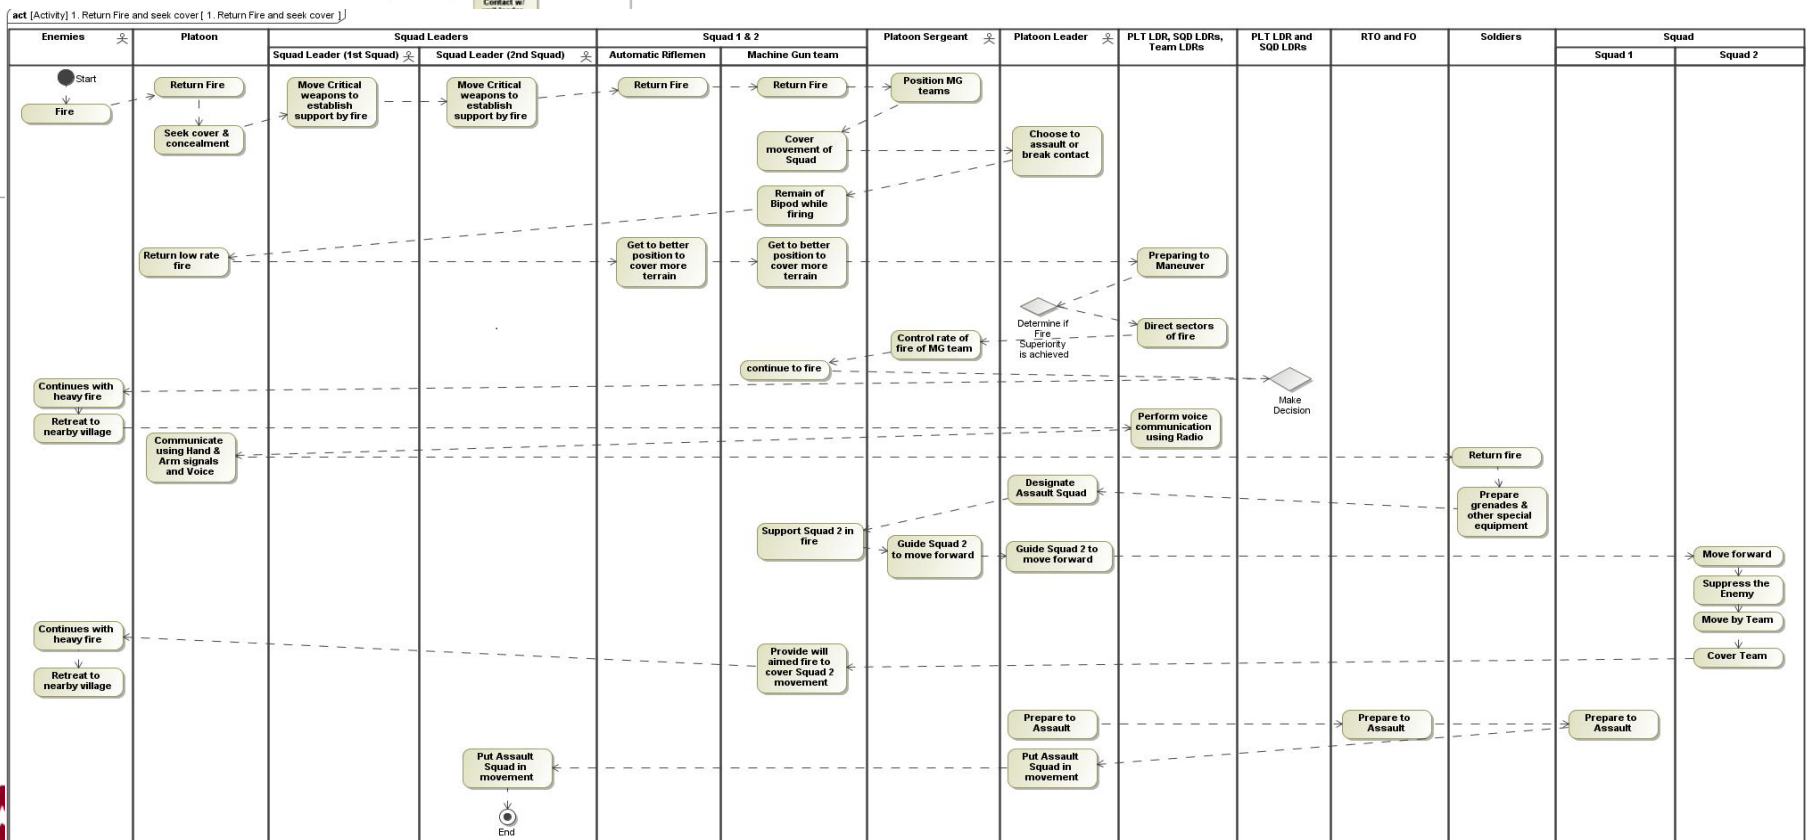 Contact w/
act [Activity] 1. Return Fire and seek cover [ 1. Return Fire and seek cover ]
Enemies
Platoon
Squad Leaders
Squad Leader (1st Squad)
Squad Leader (2nd Squad)
Squad 1 & 2
Automatic Riflemen
Machine Gun team
Platoon Sergeant
Platoon Leader
PLT LDR, SQD LDRs,
Team LDRs
PLT LDR and
SQD LDRs
RTO and FO
Soldiers
Squad
Squad 1
Squad 2
Start
Fire
Return Fire
Seek cover &
concealment
Move Critical
weapons to
establish
support by fire
Move Critical
weapons to
establish
support by fire
Return Fire
Return Fire
Position MG
teams
Cover
movement of
Squad
Choose to
assault or
break contact
Remain of
Bipod while
firing
Return low rate
fire
Get to better
position to
cover more
terrain
Get to better
position to
cover more
terrain
Preparing to
Maneuver
Determine if
Fire
Superiority
is achieved
Direct sectors
of fire
Control rate of
fire of MG team
continue to fire
Make
Decision
Continues with
heavy fire
Retreat to
nearby village
Perform voice
communication
using Radio
Communicate
using Hand &
Arm signals
and Voice
Return fire
Prepare
grenades &
other special
equipment
Designate
Assault Squad
Support Squad 2 in
fire
Guide Squad 2
to move forward
Guide Squad 2 to
move forward
Move forward
Suppress the
Enemy
Move by Team
Cover Team
Provide will
aimed fire to
cover Squad 2
movement
Continues with
heavy fire
Retreat to
nearby village
Prepare to
Assault
Prepare to
Assault
Prepare to
Assault
Put Assault
Squad in
movement
Put Assault
Squad in
movement
End